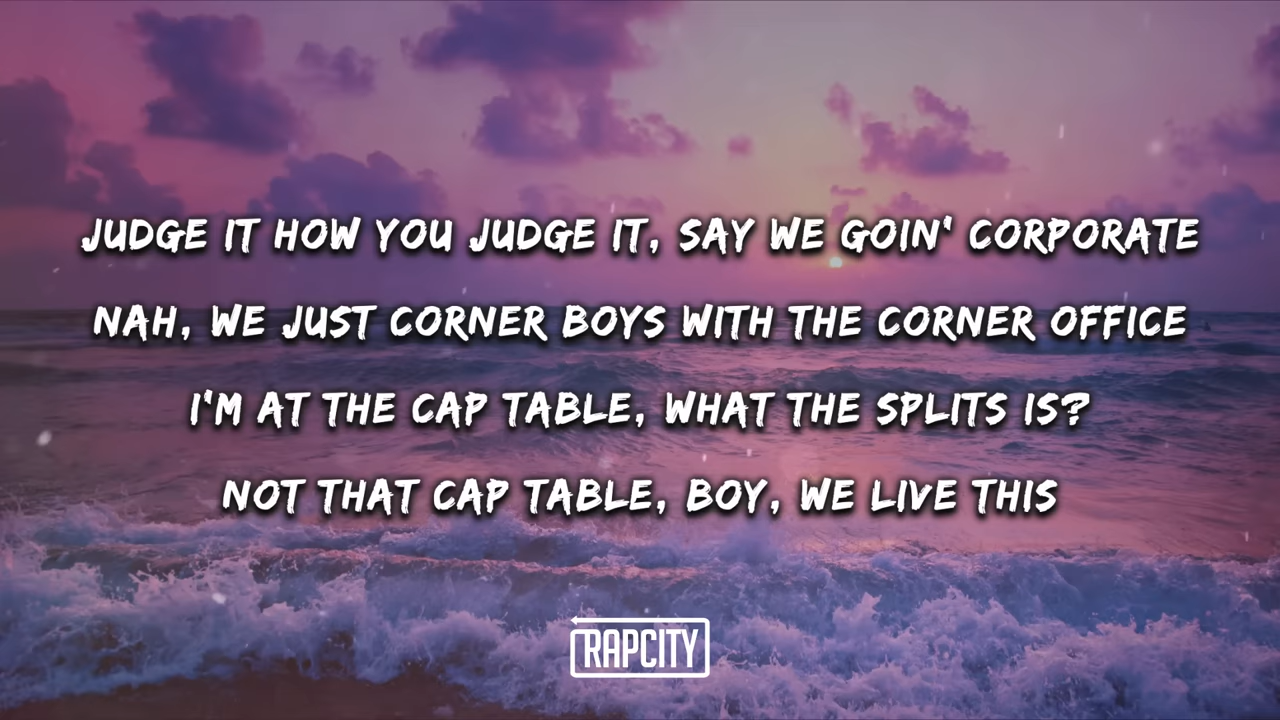 JUDGE IT HOW YOU JUDGE IT, SAY WE GOIN' CORPORATE
NAH, WE JUST CORNER BOYS WITH THE CORNER OFFICE
I'M AT THE CAP TABLE, WHAT THE SPLITS IS?
NOT THAT CAP TABLE, BOY, WE LIVE THIS
RAPCITY